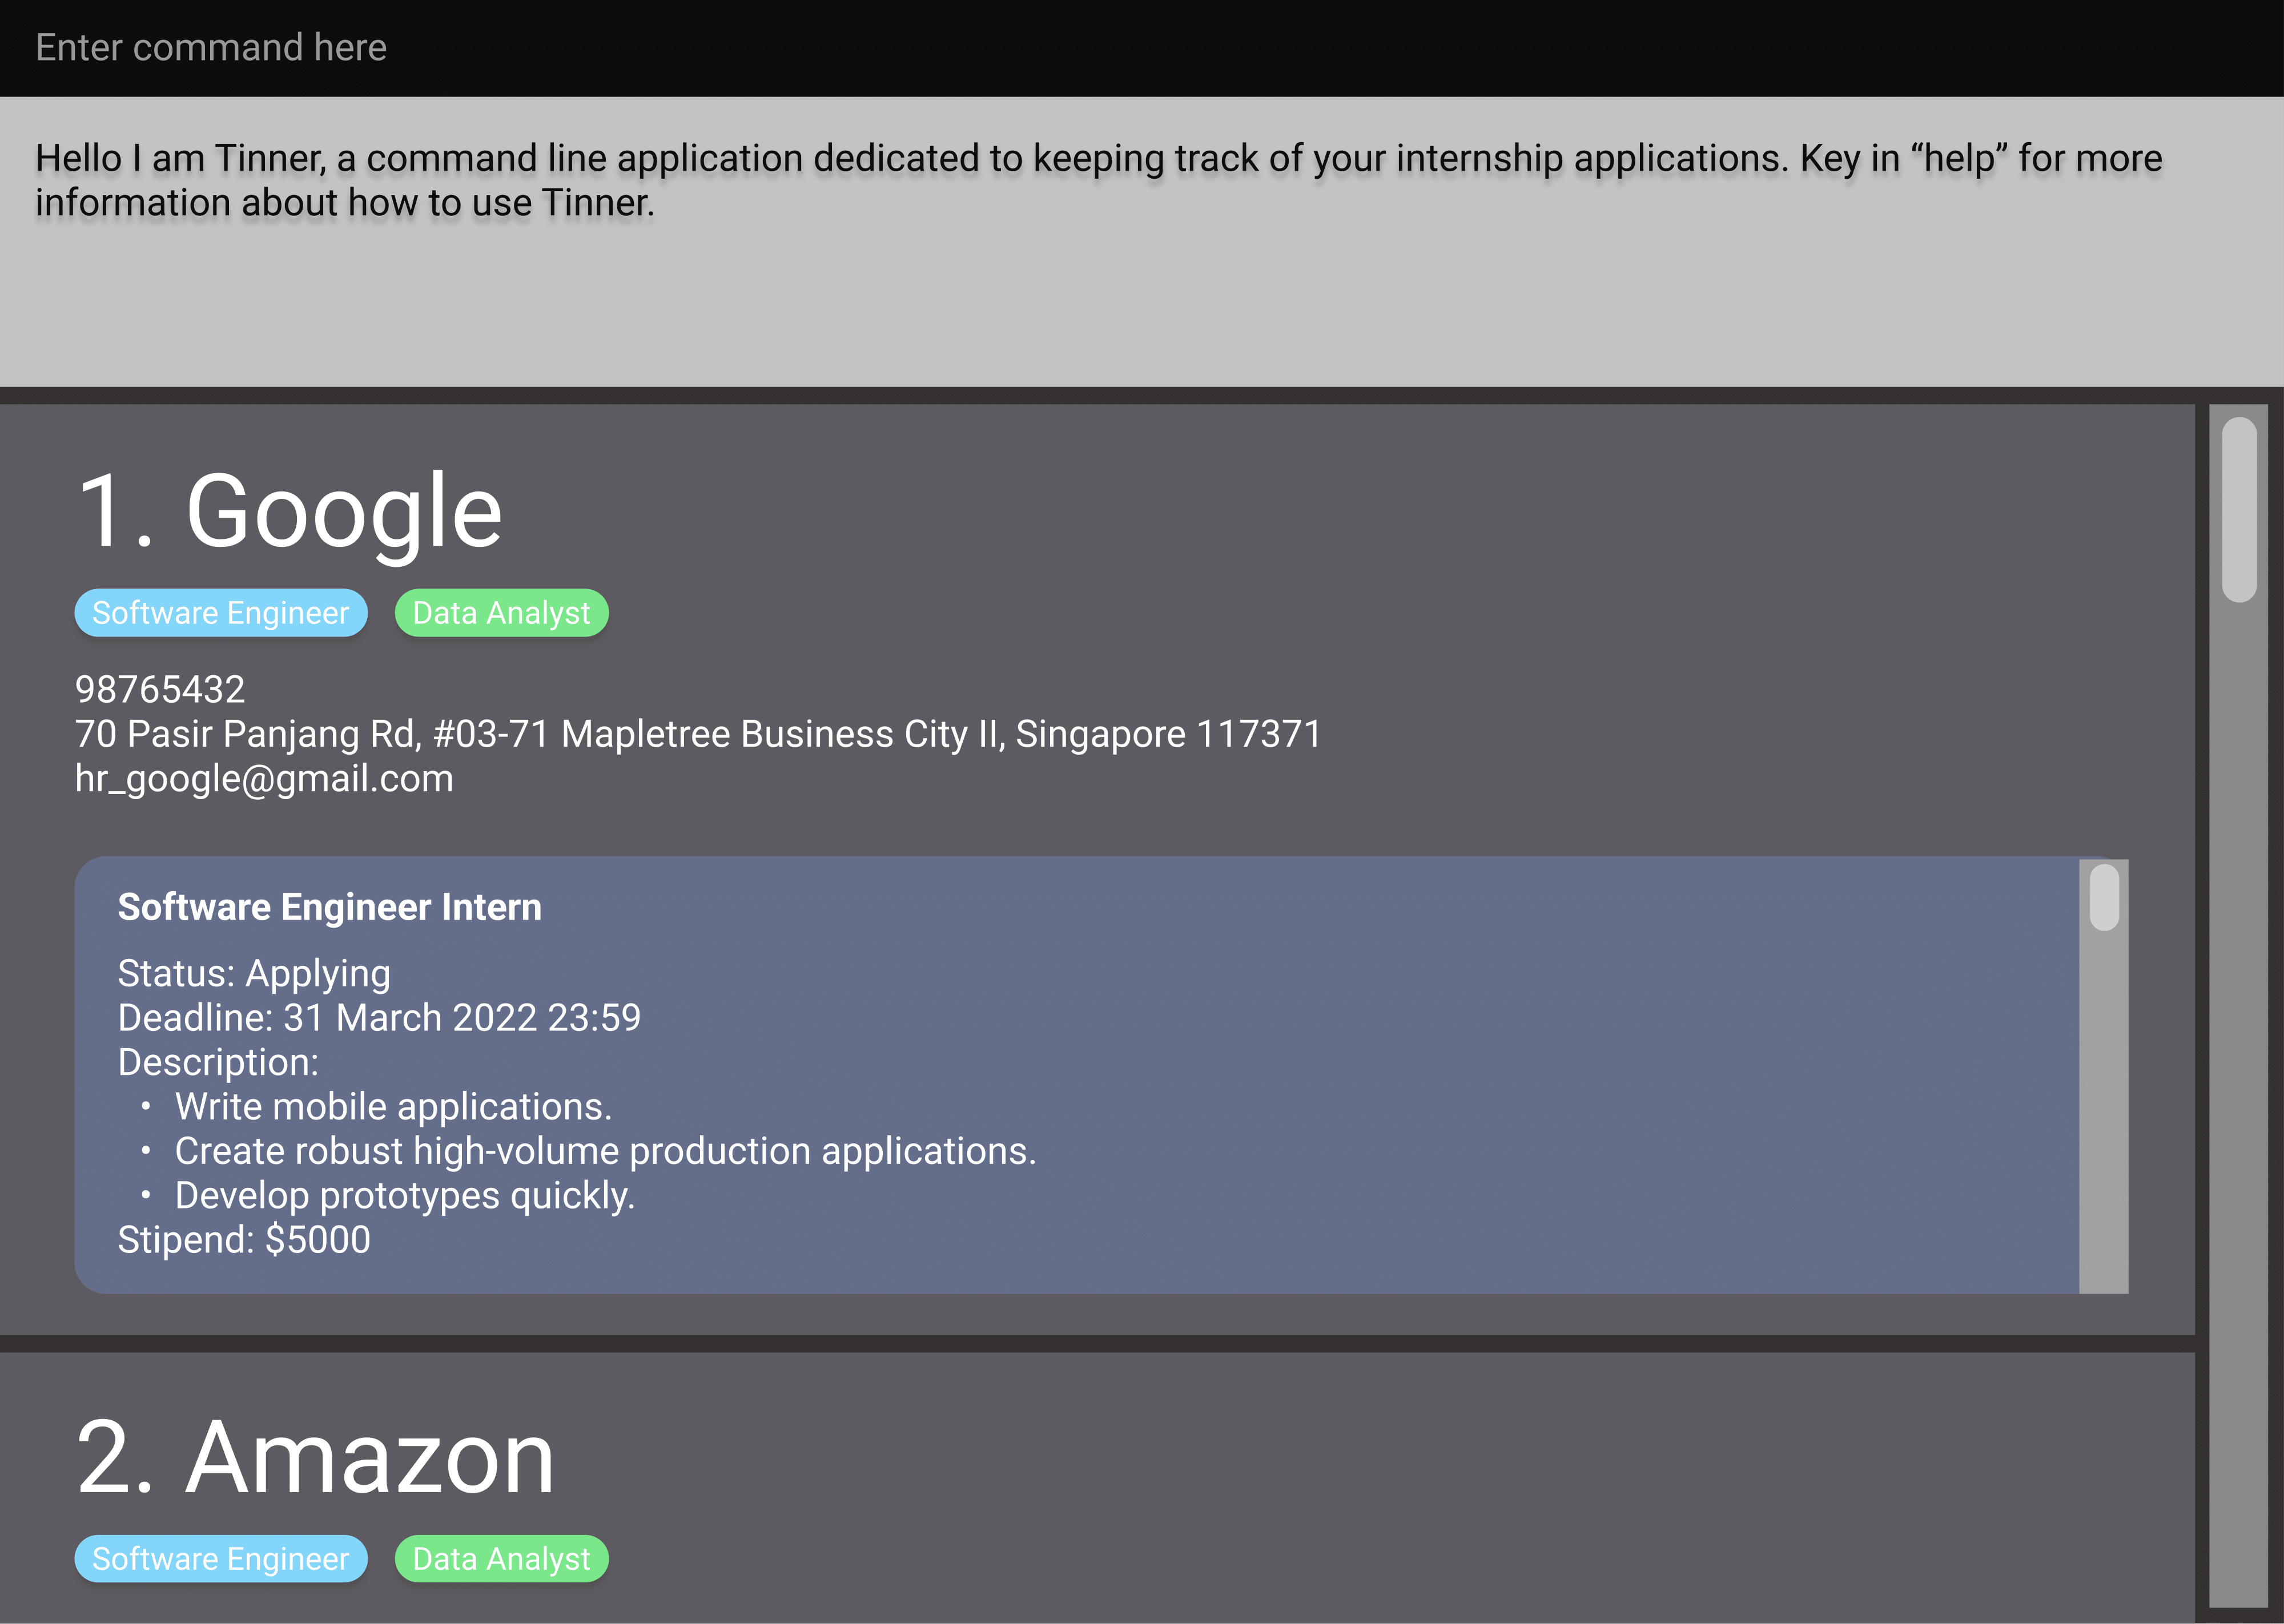 Enter command here
Hello I am Tinner, a command line application dedicated to keeping track of your internship applications. Key in “help” for more
information about how to use Tinner.
1. Google
Software Engineer Data Analyst
98765432
70 Pasir Panjang Rd, #03-71 Mapletree Business City II, Singapore 117371
hr_google@gmail.com
Software Engineer Intern
Status: Applying
Deadline: 31 March 2022 23:59
Description:
• Write mobile applications.
• Create robust high-volume production applications.
• Develop prototypes quickly.
Stipend: $5000
2. Amazon
Software Engineer Data Analyst